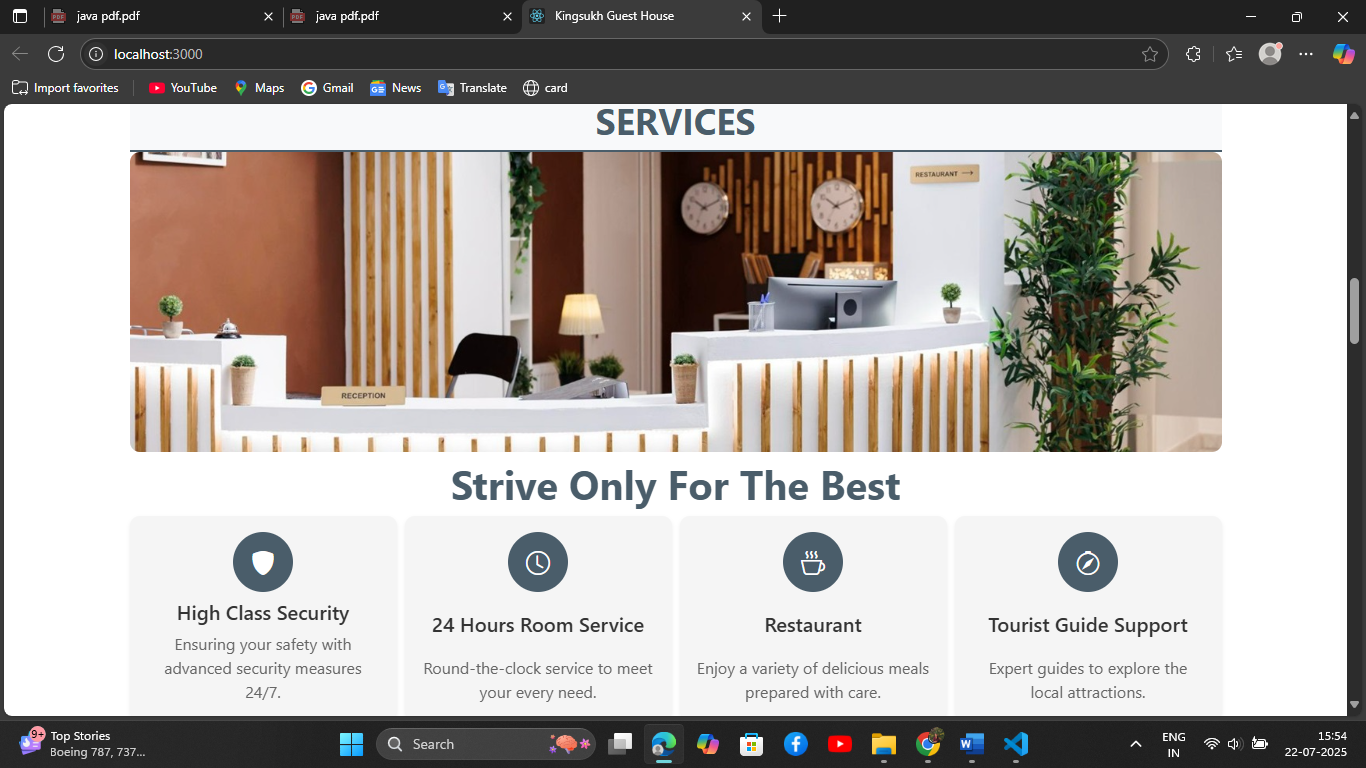 java pdf.pdf
java pdf.pdf
Kingsukh Guest House
localhost:3000
Import favorites
YouTube
Maps
Gmail
News
Translate
card
SERVICES
RESTAURANT
RECEPTION
Strive Only For The Best
High Class Security
Ensuring your safety with
advanced security measures
24/7.
24 Hours Room Service
Round-the-clock service to meet
your every need.
Restaurant
Enjoy a variety of delicious meals
prepared with care.
Tourist Guide Support
Expert guides to explore the
local attractions.
9+
Top Stories
Boeing 787, 737...
Search
ENG
IN
15:54
22-07-2025